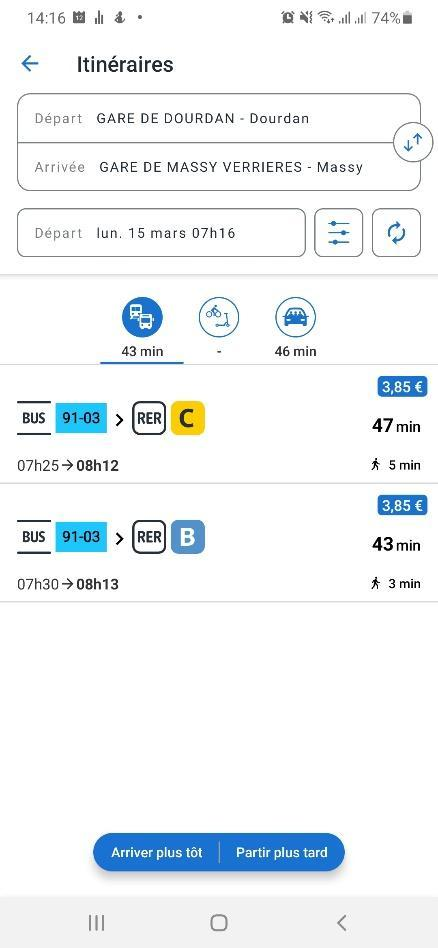 14:16 74%
Itinéraires
Départ GARE DE DOURDAN - Dourdan
Arrivée GARE DE MASSY VERRIERES - Massy
Départ lun. 15 mars 07h16
43 min - 46 min
3,85 €
BUS 91-03 > RER C 47 min
07h25 → 08h12 5 min
3,85 €
BUS 91-03 > RER B 43 min
07h30 → 08h13 3 min
Arriver plus tôt Partir plus tard